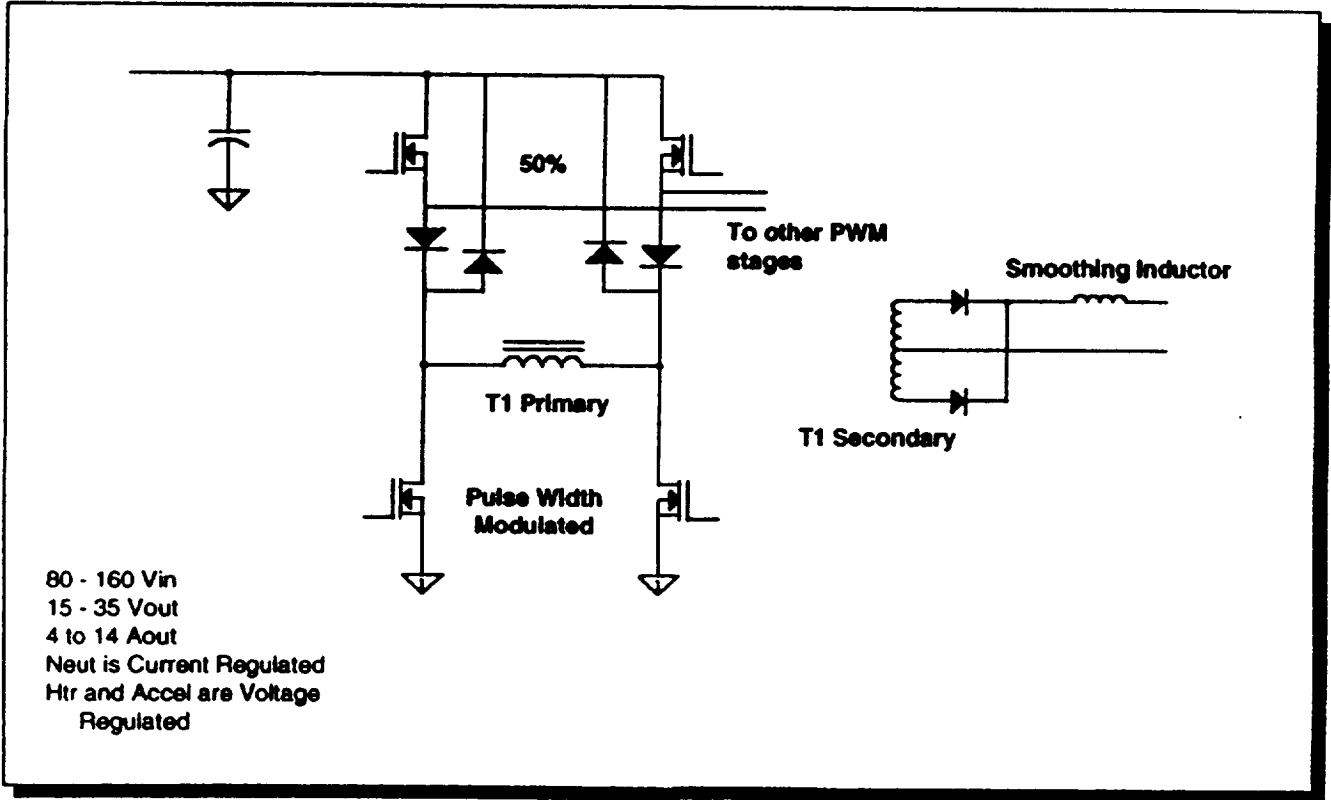 50%
To other PWM
stages
Smoothing Inductor
T1 Primary
T1 Secondary
Pulse Width
Modulated
80 - 160 Vin
15 - 35 Vout
4 to 14 Aout
Neut is Current Regulated
Htr and Accel are Voltage
Regulated